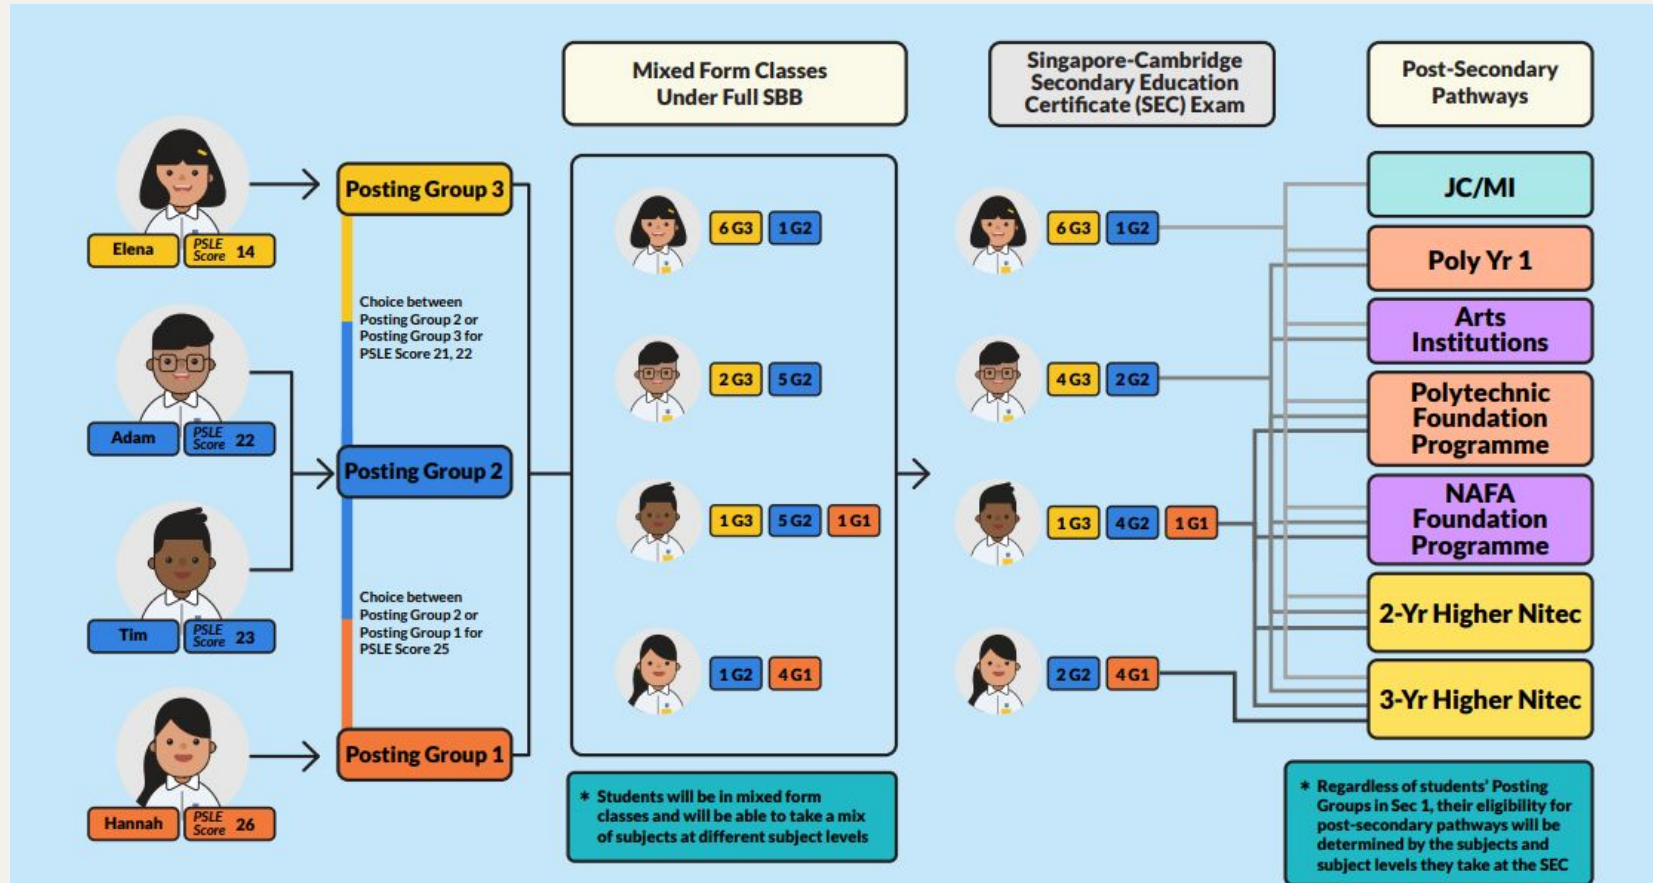 Mixed Form Classes
Under Full SBB
Singapore-Cambridge
Secondary Education
Certificate (SEC) Exam
Post-Secondary
Pathways
Elena
PSLE
Score 14
Adam
PSLE
Score 22
Tim
PSLE
Score 23
Hannah
PSLE
Score 26
Posting Group 3
Choice between
Posting Group 2 or
Posting Group 3 for
PSLE Score 21, 22
Posting Group 2
Choice between
Posting Group 2 or
Posting Group 1 for
PSLE Score 25
Posting Group 1
6 G3 1 G2
2 G3 5 G2
1 G3 5 G2 1 G1
1 G2 4 G1
* Students will be in mixed form
classes and will be able to take a mix
of subjects at different subject levels
6 G3 1 G2
4 G3 2 G2
1 G3 4 G2 1 G1
2 G2 4 G1
JC/MI
Poly Yr 1
Arts
Institutions
Polytechnic
Foundation
Programme
NAFA
Foundation
Programme
2-Yr Higher Nitec
3-Yr Higher Nitec
* Regardless of students' Posting
Groups in Sec 1, their eligibility for
post-secondary pathways will be
determined by the subjects and
subject levels they take at the SEC